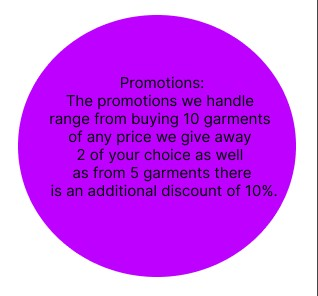 Promotions:
The promotions we handle
range from buying 10 garments
of any price we give away
2 of your choice as well
as from 5 garments there
is an additional discount of 10%.